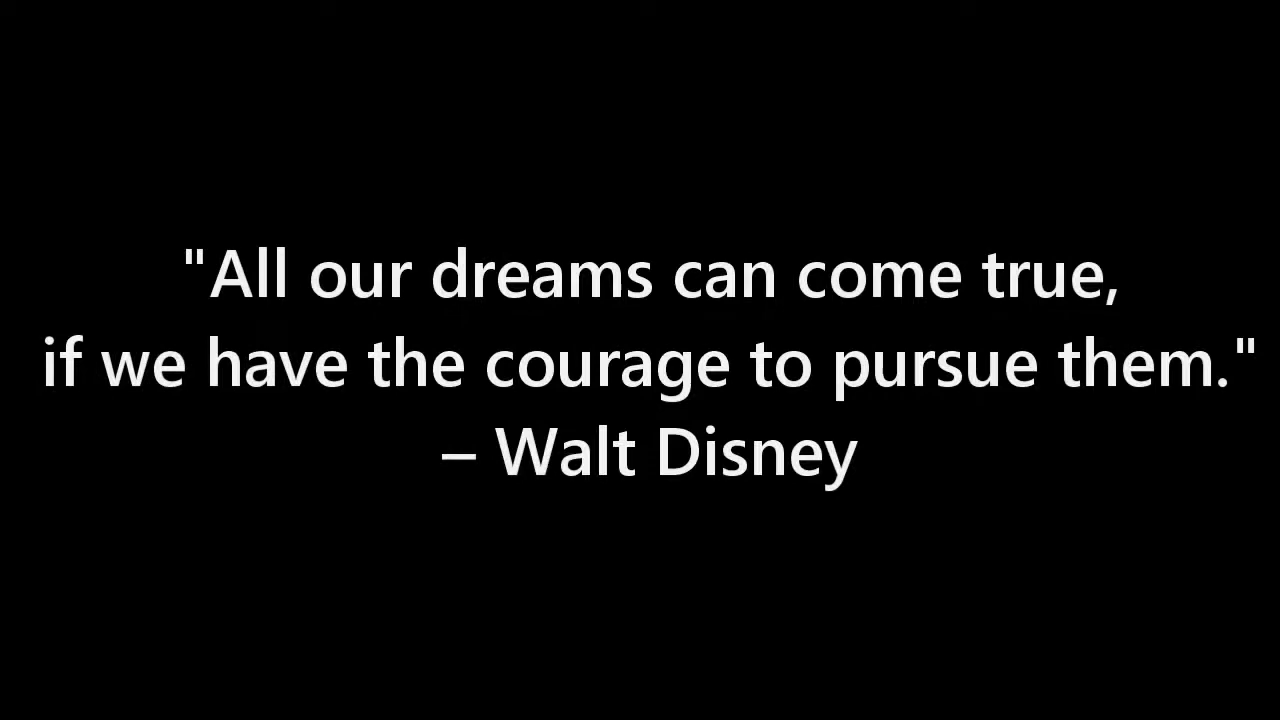 "All our dreams can come true,
if we have the courage to pursue them."
– Walt Disney